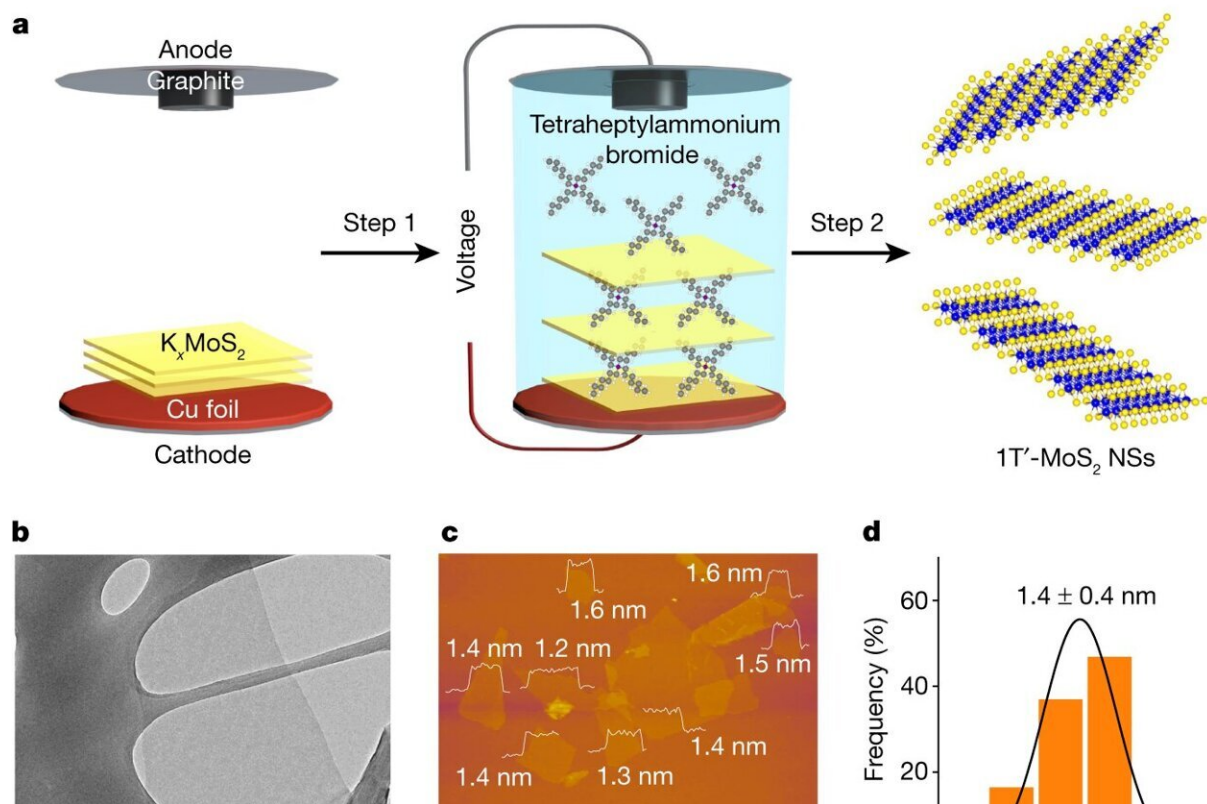 a
Anode
Graphite
KₓMoS₂
Cu foil
Cathode
Step 1
Voltage
Tetraheptylammonium
bromide
Step 2
1T′-MoS₂ NSs
b
c
1.6 nm
1.6 nm
1.4 nm
1.2 nm
1.5 nm
1.4 nm
1.4 nm
1.3 nm
d
1.4 ± 0.4 nm
Frequency (%)
60
40
20